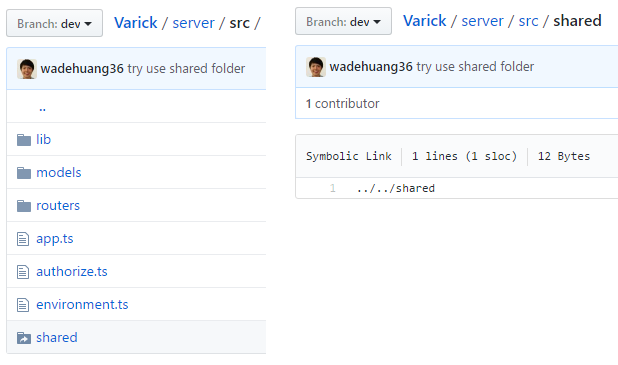 Branch: dev Varick / server / src /
wadehuang36 try use shared folder
..
lib
models
routers
app.ts
authorize.ts
environment.ts
shared
Branch: dev Varick / server / src / shared
wadehuang36 try use shared folder
1 contributor
Symbolic Link 1 lines (1 sloc) 12 Bytes
1 ../../shared